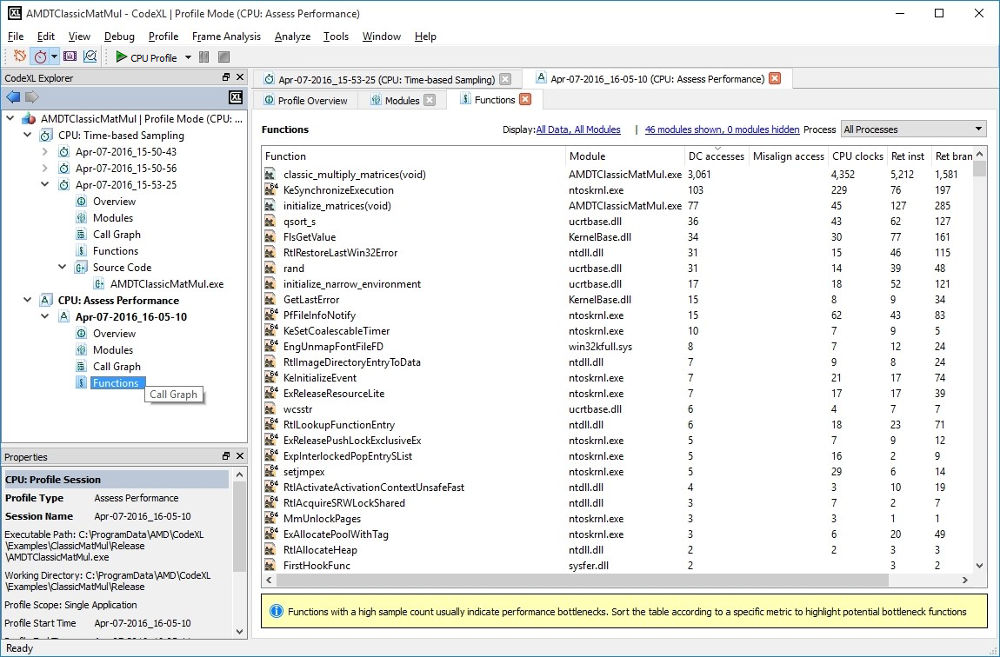 AMDTClassicMatMul - CodeXL | Profile Mode (CPU: Assess Performance)
File Edit View Debug Profile Frame Analysis Analyze Tools Window Help
CPU Profile
CodeXL Explorer
AMDTClassicMatMul | Profile Mode (CPU: ...
CPU: Time-based Sampling
Apr-07-2016_15-50-43
Apr-07-2016_15-50-56
Apr-07-2016_15-53-25
Overview
Modules
Call Graph
Functions
Source Code
AMDTClassicMatMul.exe
CPU: Assess Performance
Apr-07-2016_16-05-10
Overview
Modules
Call Graph
Functions
Call Graph
Properties
CPU: Profile Session
Profile Type Assess Performance
Session Name Apr-07-2016_16-05-10
Executable Path: C:\ProgramData\AMD\CodeXL
\Examples\ClassicMatMul\Release
\AMDTClassicMatMul.exe
Working Directory: C:\ProgramData\AMD\CodeXL
\Examples\ClassicMatMul\Release
Profile Scope: Single Application
Profile Start Time Apr-07-2016_16-05-10
Apr-07-2016_15-53-25 (CPU: Time-based Sampling) Apr-07-2016_16-05-10 (CPU: Assess Performance)
Profile Overview Modules Functions
Functions Display: All Data, All Modules | 46 modules shown, 0 modules hidden Process All Processes
Function Module DC accesses Misalign access CPU clocks Ret inst Ret bran
classic_multiply_matrices(void) AMDTClassicMatMul.exe 3,061 4,352 5,212 1,581
64 KeSynchronizeExecution ntoskrnl.exe 103 229 76 197
initialize_matrices(void) AMDTClassicMatMul.exe 77 45 127 285
qsort_s ucrtbase.dll 36 43 62 127
FlsGetValue KernelBase.dll 34 30 77 161
RtlRestoreLastWin32Error ntdll.dll 31 15 46 115
rand ucrtbase.dll 31 14 39 48
initialize_narrow_environment ucrtbase.dll 17 18 52 121
GetLastError KernelBase.dll 15 8 9 34
64 PfFileInfoNotify ntoskrnl.exe 15 62 43 83
64 KeSetCoalescableTimer ntoskrnl.exe 10 7 9 5
64 EngUnmapFontFileFD win32kfull.sys 8 7 12 24
64 RtlImageDirectoryEntryToData ntdll.dll 7 9 8 24
64 KeInitializeEvent ntoskrnl.exe 7 21 17 74
64 ExReleaseResourceLite ntoskrnl.exe 7 17 17 39
wcsstr ucrtbase.dll 6 4 7 7
64 RtlLookupFunctionEntry ntdll.dll 6 18 23 71
64 ExReleasePushLockExclusiveEx ntoskrnl.exe 5 7 9 12
64 ExpInterlockedPopEntrySList ntoskrnl.exe 5 16 2 9
64 setjmpex ntoskrnl.exe 5 29 6 14
64 RtlActivateActivationContextUnsafeFast ntdll.dll 4 3 10 19
64 RtlAcquireSRWLockShared ntdll.dll 3 7 2 7
64 MmUnlockPages ntoskrnl.exe 3 3 1 1
64 ExAllocatePoolWithTag ntoskrnl.exe 3 6 20 49
RtlAllocateHeap ntdll.dll 2 2 3 3
FirstHookFunc sysfer.dll 2 3 2
Functions with a high sample count usually indicate performance bottlenecks. Sort the table according to a specific metric to highlight potential bottleneck functions
Ready